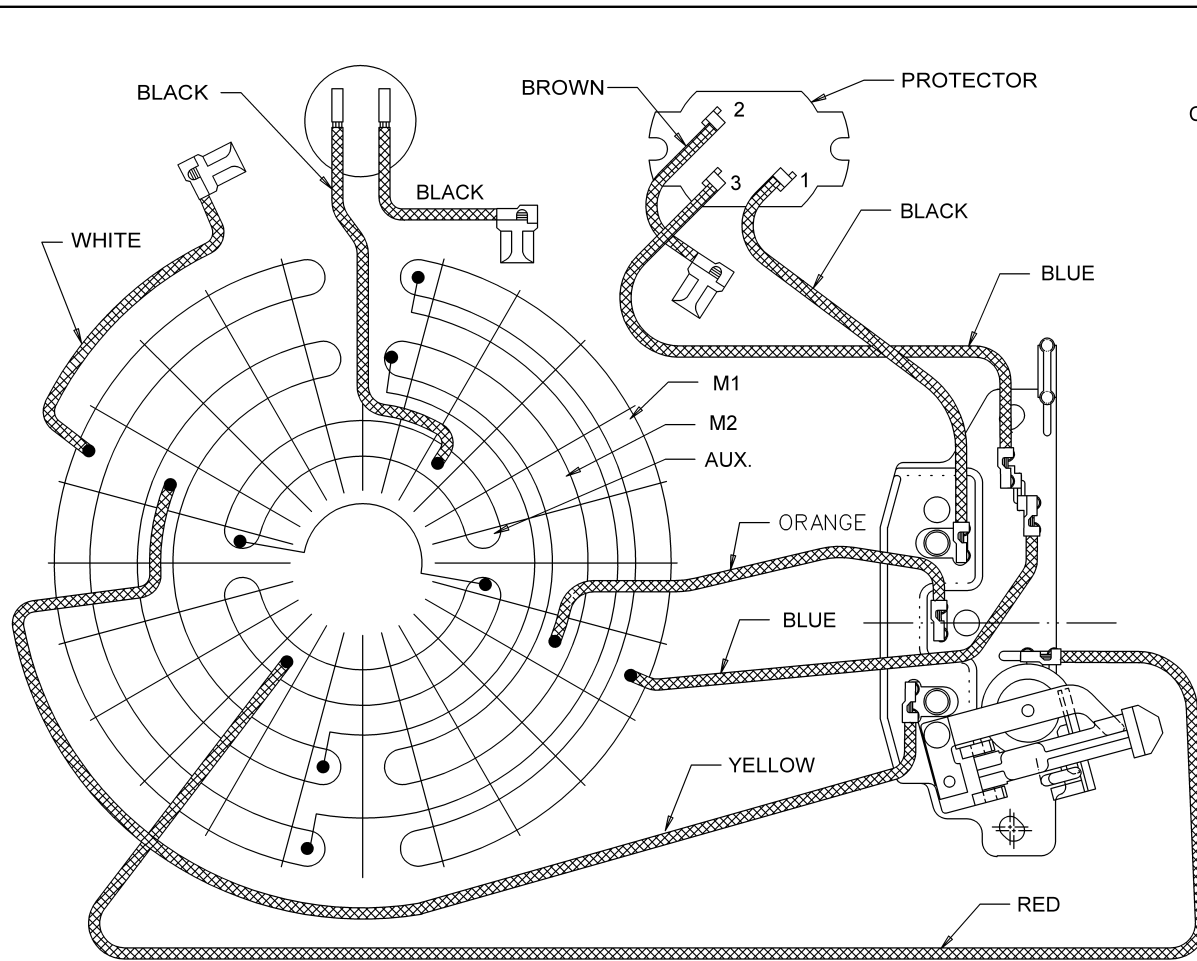 BLACK
BROWN
PROTECTOR
2
C
3
1
BLACK
BLACK
WHITE
BLUE
M1
M2
AUX.
ORANGE
BLUE
YELLOW
RED